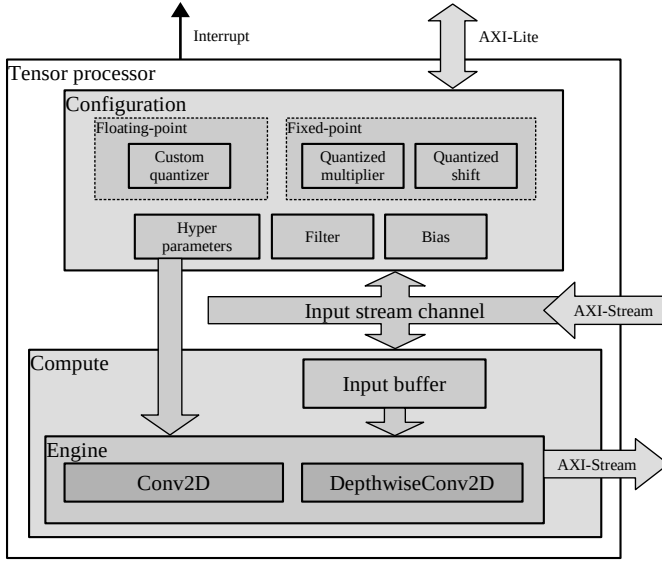 Interrupt
AXI-Lite
Tensor processor
Configuration
Floating-point
Fixed-point
Custom
quantizer
Quantized
multiplier
Quantized
shift
Hyper
parameters
Filter
Bias
Input stream channel
AXI-Stream
Compute
Input buffer
Engine
Conv2D
DepthwiseConv2D
AXI-Stream